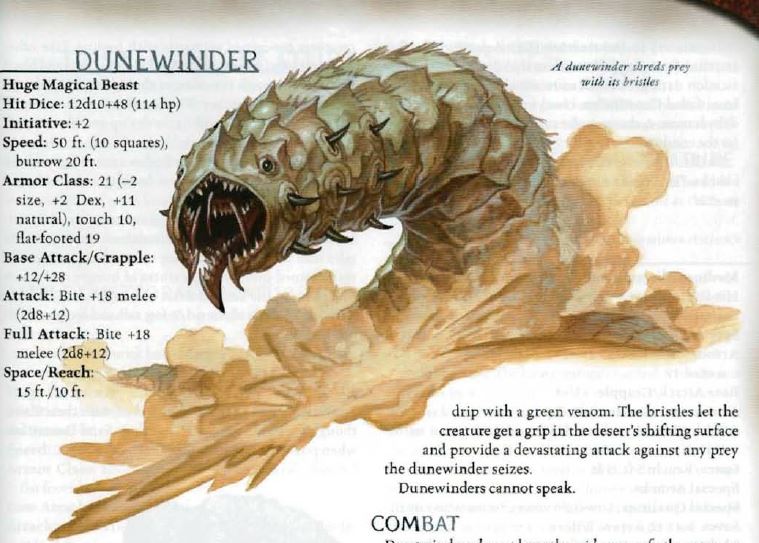 DUNEWINDER
Huge Magical Beast
Hit Dice: 12d10+48 (114 hp)
Initiative: +2
Speed: 50 ft. (10 squares),
burrow 20 ft.
Armor Class: 21 (–2
size, +2 Dex, +11
natural), touch 10,
flat-footed 19
Base Attack/Grapple:
+12/+28
Attack: Bite +18 melee
(2d8+12)
Full Attack: Bite +18
melee (2d8+12)
Space/Reach:
15 ft./10 ft.
A dunewinder shreds prey
with its bristles
drip with a green venom. The bristles let the
creature get a grip in the desert's shifting surface
and provide a devastating attack against any prey
the dunewinder seizes.
Dunewinders cannot speak.
COMBAT